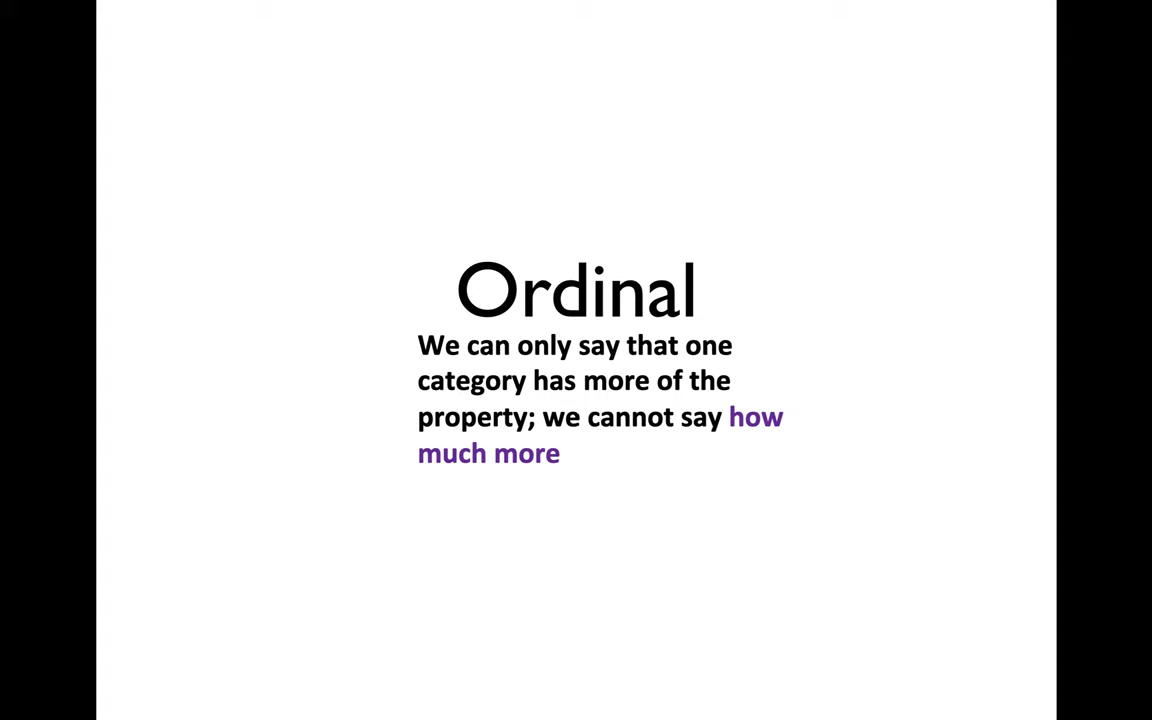 Ordinal
We can only say that one
category has more of the
property; we cannot say how
much more